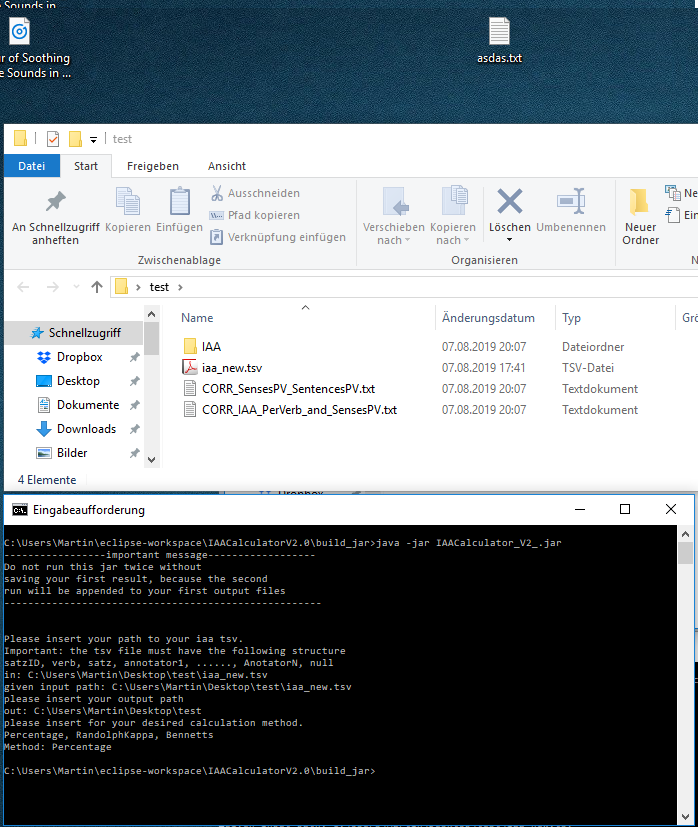 e Sounds in
r of Soothing
e Sounds in ...
asdas.txt
test
Datei Start Freigeben Ansicht
An Schnellzugriff anheften
Kopieren
Einfügen
Ausschneiden
Pfad kopieren
Verknüpfung einfügen
Verschieben nach
Kopieren nach
Löschen
Umbenennen
Neuer Ordner
Ne
Ein
Zwischenablage
Organisieren
N
test
Name Änderungsdatum Typ Grö
Schnellzugriff
Dropbox
Desktop
Dokumente
Downloads
Bilder
IAA 07.08.2019 20:07 Dateiordner
iaa_new.tsv 07.08.2019 17:41 TSV-Datei
CORR_SensesPV_SentencesPV.txt 07.08.2019 20:07 Textdokument
CORR_IAA_PerVerb_and_SensesPV.txt 07.08.2019 20:07 Textdokument
4 Elemente
Eingabeaufforderung
C:\Users\Martin\eclipse-workspace\IAACalculatorV2.0\build_jar>java -jar IAACalculator_V2_.jar
----------------important message-----------------
Do not run this jar twice without
saving your first result, because the second
run will be appended to your first output files
--------------------------------------------------
Please insert your path to your iaa tsv.
Important: the tsv file must have the following structure
satzID, verb, satz, annotator1, ......, AnotatorN, null
in: C:\Users\Martin\Desktop\test\iaa_new.tsv
given input path: C:\Users\Martin\Desktop\test\iaa_new.tsv
please insert your output path
out: C:\Users\Martin\Desktop\test
please insert for your desired calculation method.
Percentage, RandolphKappa, Bennetts
Method: Percentage
C:\Users\Martin\eclipse-workspace\IAACalculatorV2.0\build_jar>